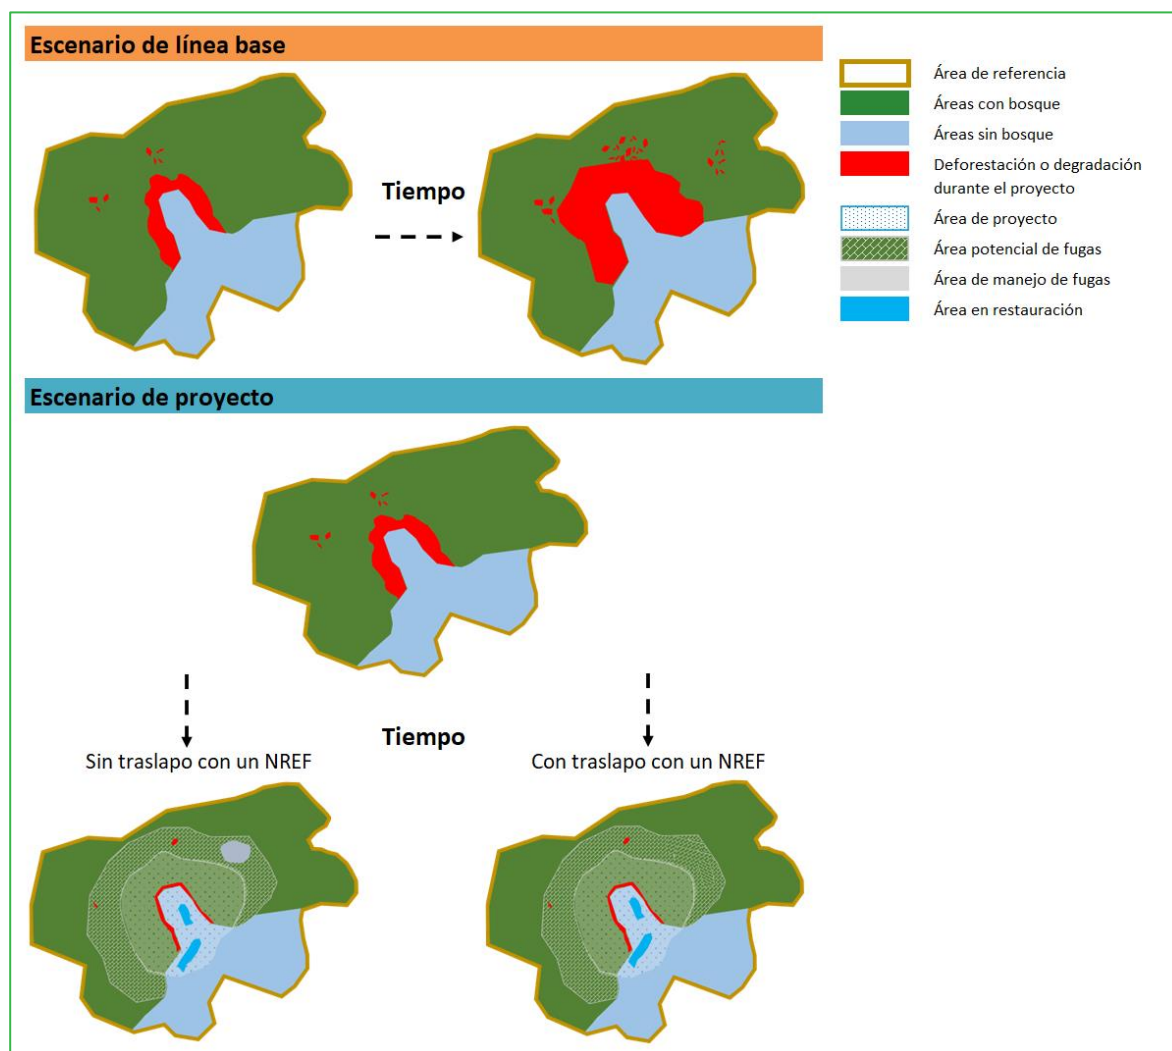 Escenario de línea base
Área de referencia
Áreas con bosque
Áreas sin bosque
Deforestación o degradación
durante el proyecto
Área de proyecto
Área potencial de fugas
Área de manejo de fugas
Área en restauración
Tiempo
Escenario de proyecto
Tiempo
Sin traslapo con un NREF
Con traslapo con un NREF